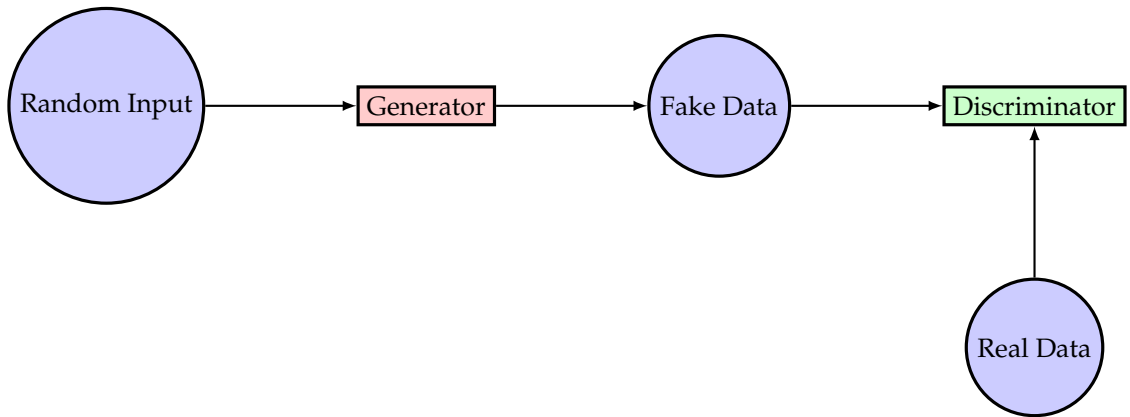 Random Input
Generator
Fake Data
Discriminator
Real Data